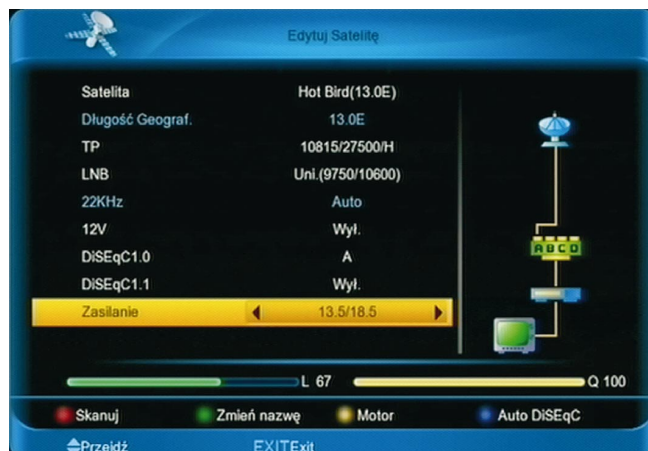 Edytuj Satelitę
Satelita Hot Bird(13.0E)
Długość Geograf. 13.0E
TP 10815/27500/H
LNB Uni.(9750/10600)
22KHz Auto
12V Wył.
DiSEqC1.0 A
DiSEqC1.1 Wył.
Zasilanie 13.5/18.5
A B C D
L 67 Q 100
Skanuj Zmień nazwę Motor Auto DiSEqC
Przejdź EXIT Exit